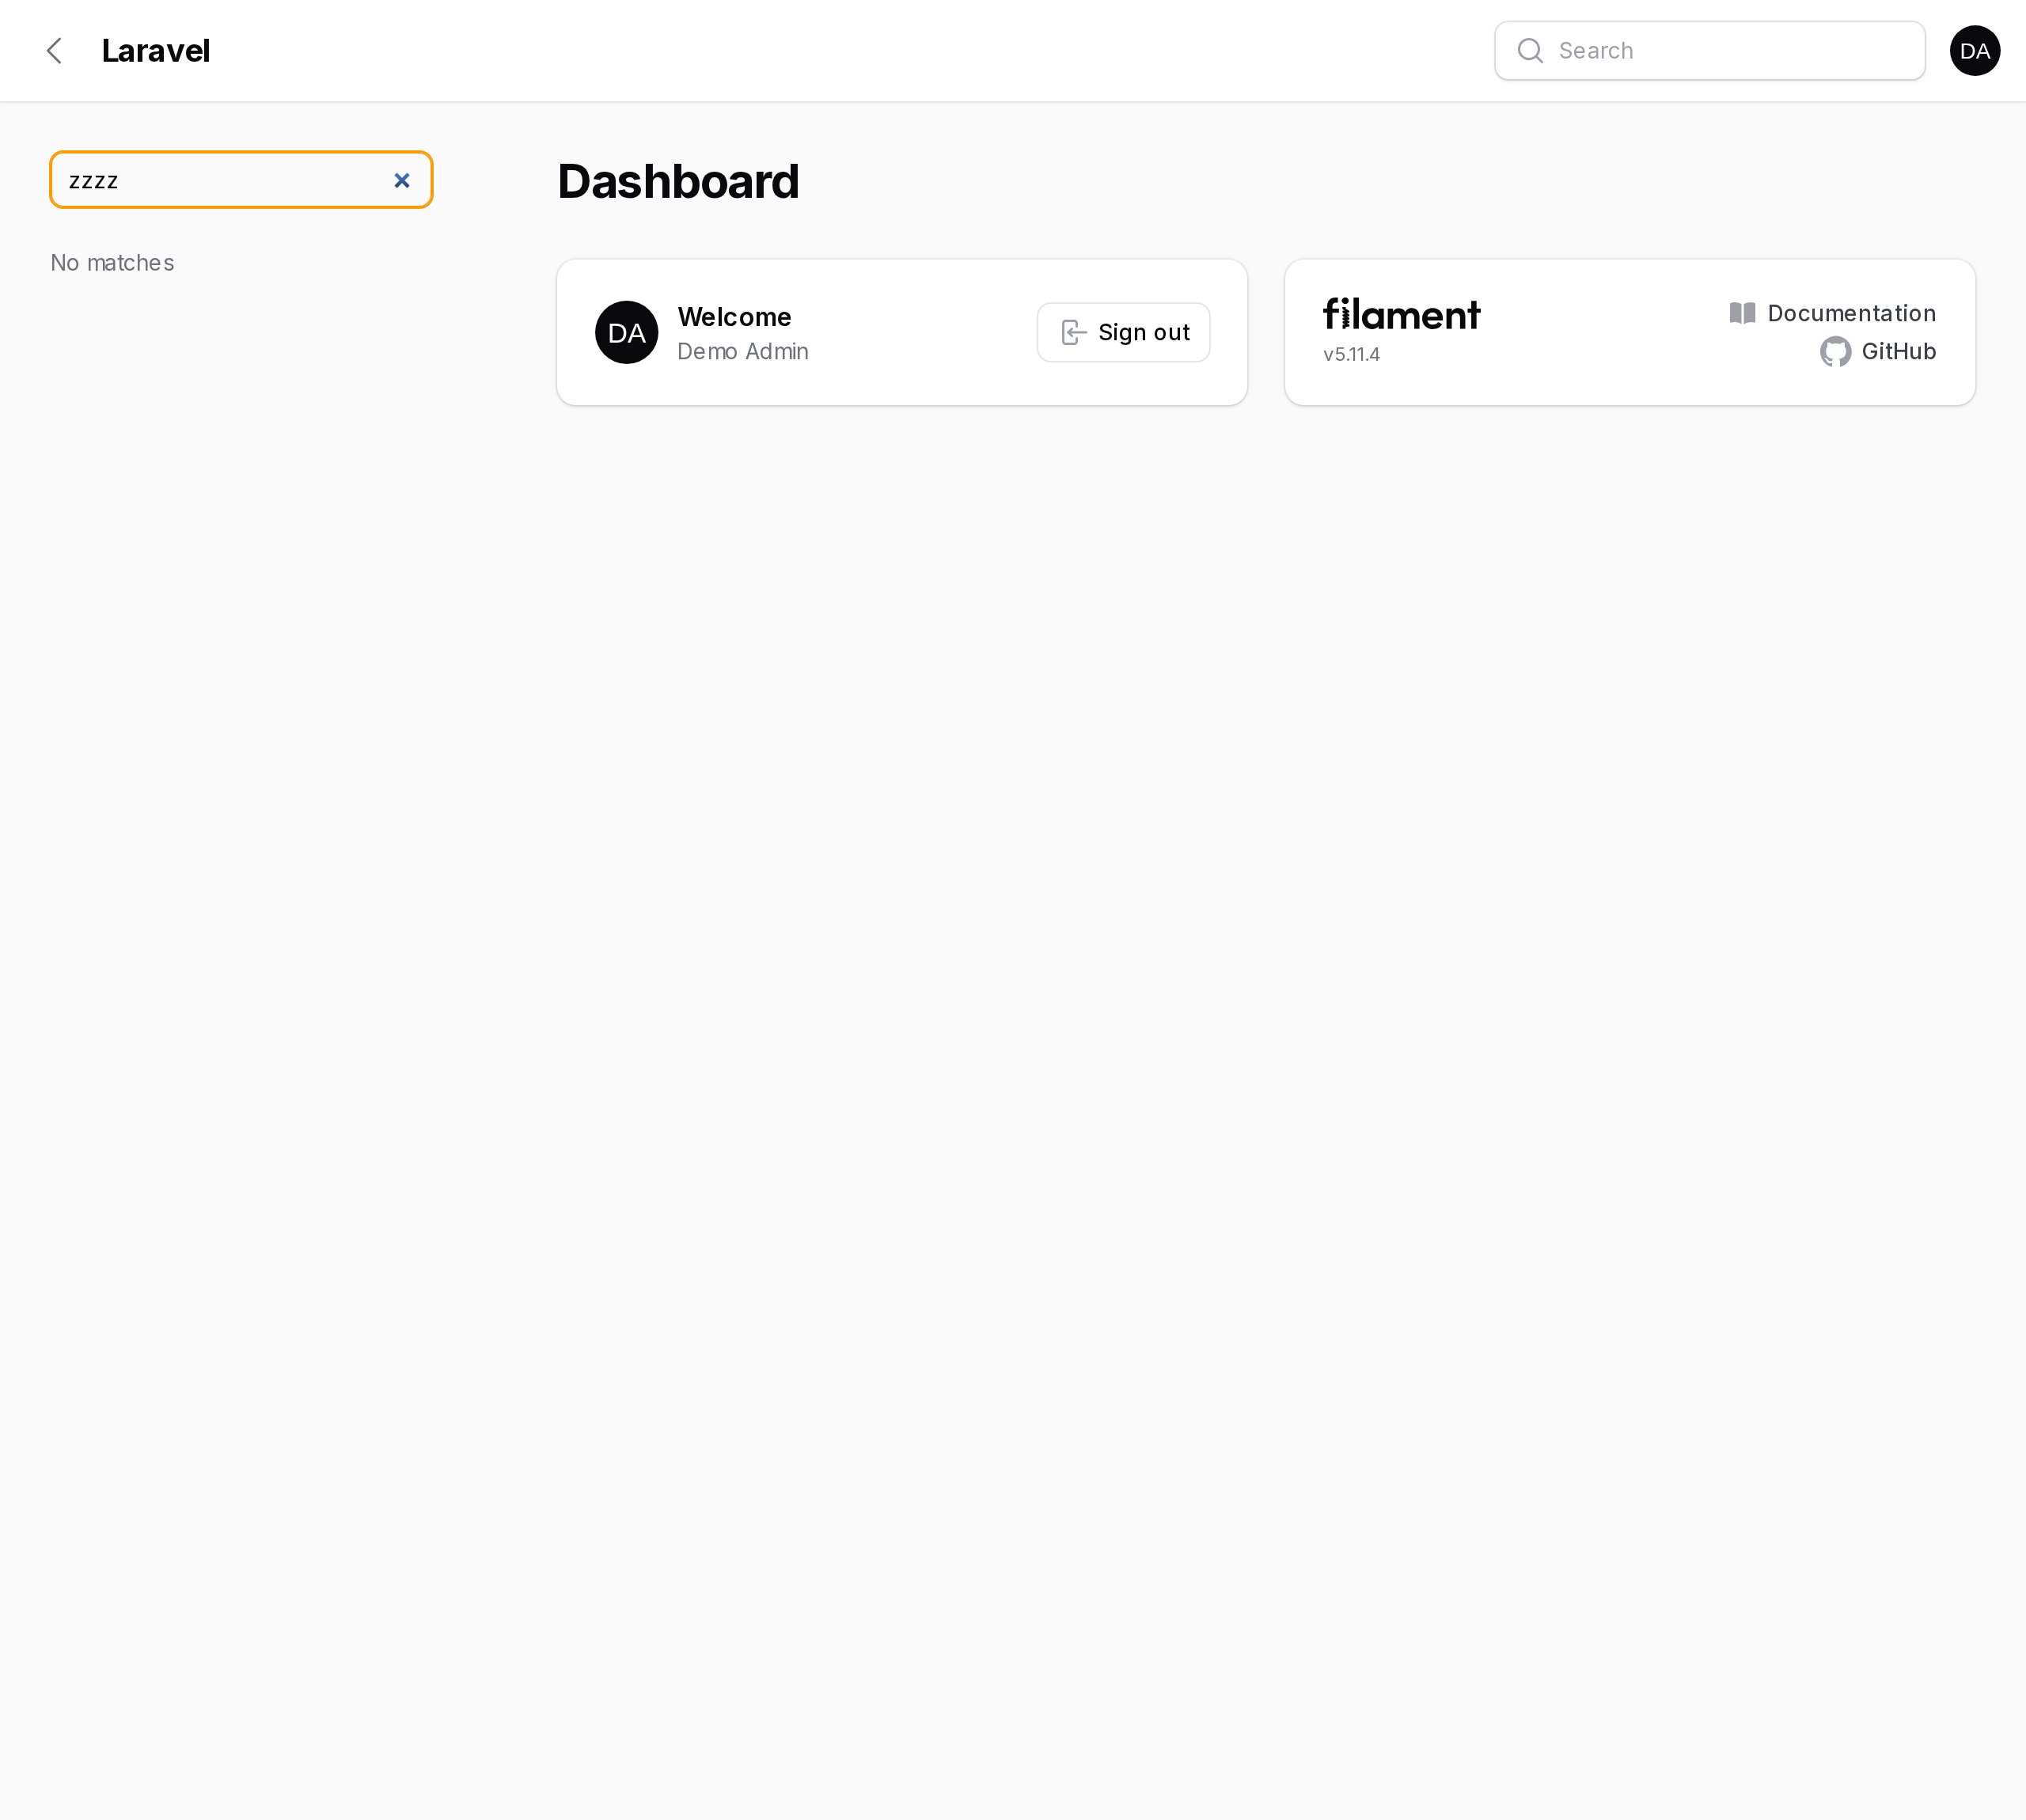 Laravel
Search
DA
zzzz
No matches
Dashboard
DA
Welcome
Demo Admin
Sign out
filament
v5.11.4
Documentation
GitHub